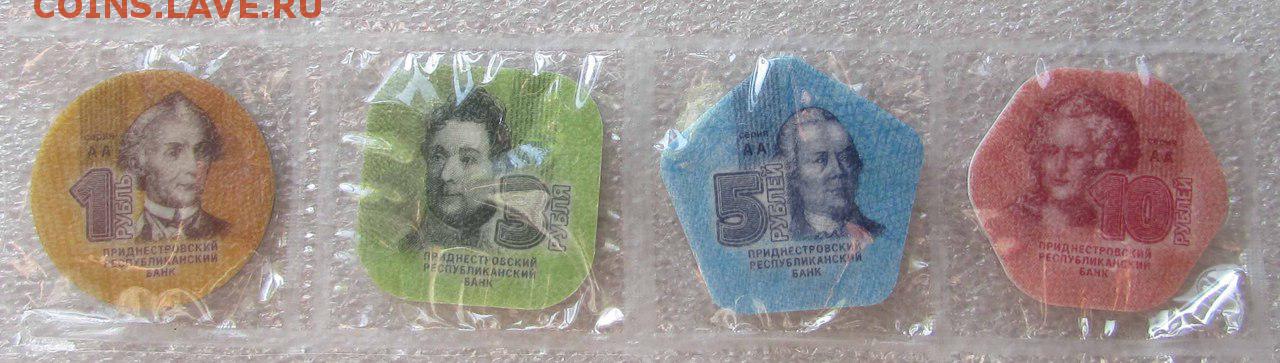 COINS.LAVE.RU
серия
АА
1
РУБЛЬ
ПРИДНЕСТРОВСКИЙ
РЕСПУБЛИКАНСКИЙ
БАНК
3
РУБЛЯ
ПРИДНЕСТРОВСКИЙ
РЕСПУБЛИКАНСКИЙ
БАНК
серия
АА
5
РУБЛЕЙ
ПРИДНЕСТРОВСКИЙ
РЕСПУБЛИКАНСКИЙ
БАНК
серия
АА
10
РУБЛЕЙ
ПРИДНЕСТРОВСКИЙ
РЕСПУБЛИКАНСКИЙ
БАНК